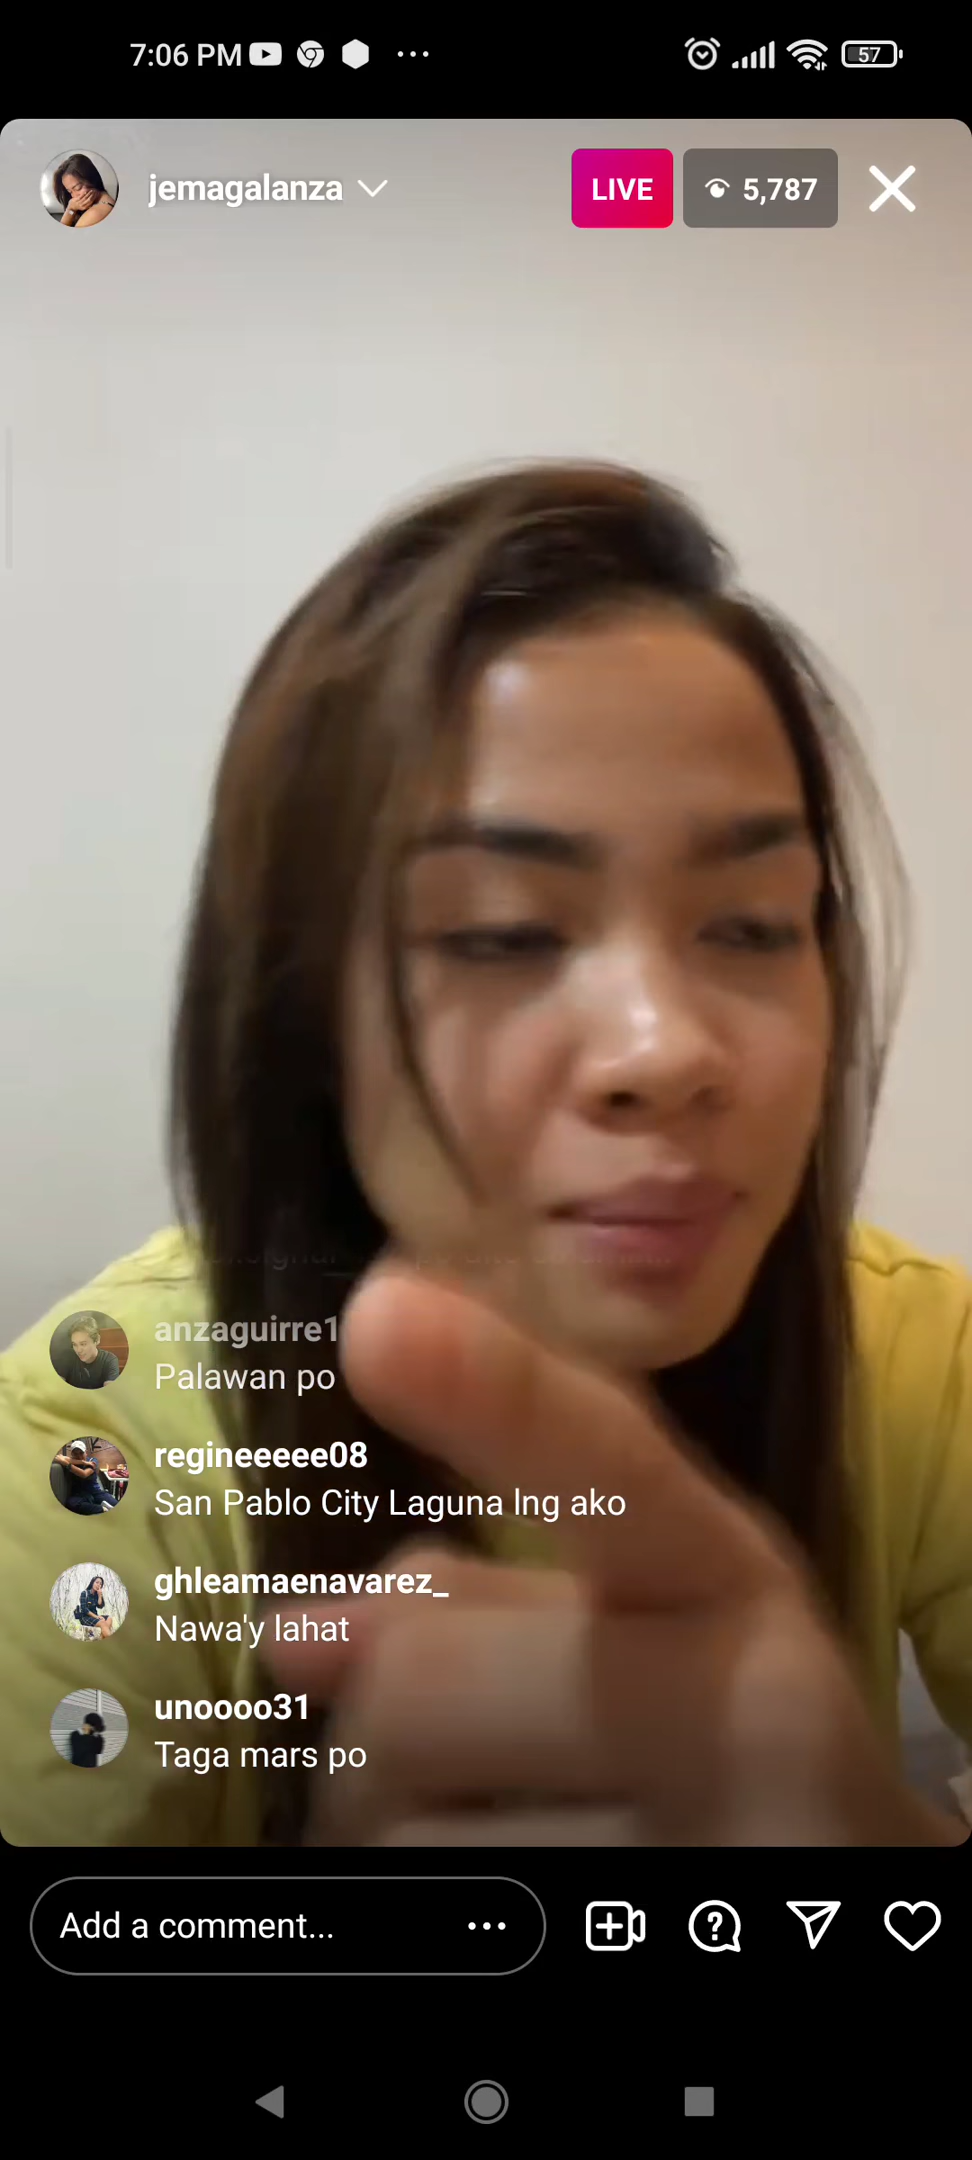 7:06 PM
57
jemagalanza
LIVE
5,787
anzaguirre1
Palawan po
regineeeee08
San Pablo City Laguna lng ako
ghleamaenavarez_
Nawa'y lahat
unoooo31
Taga mars po
Add a comment...